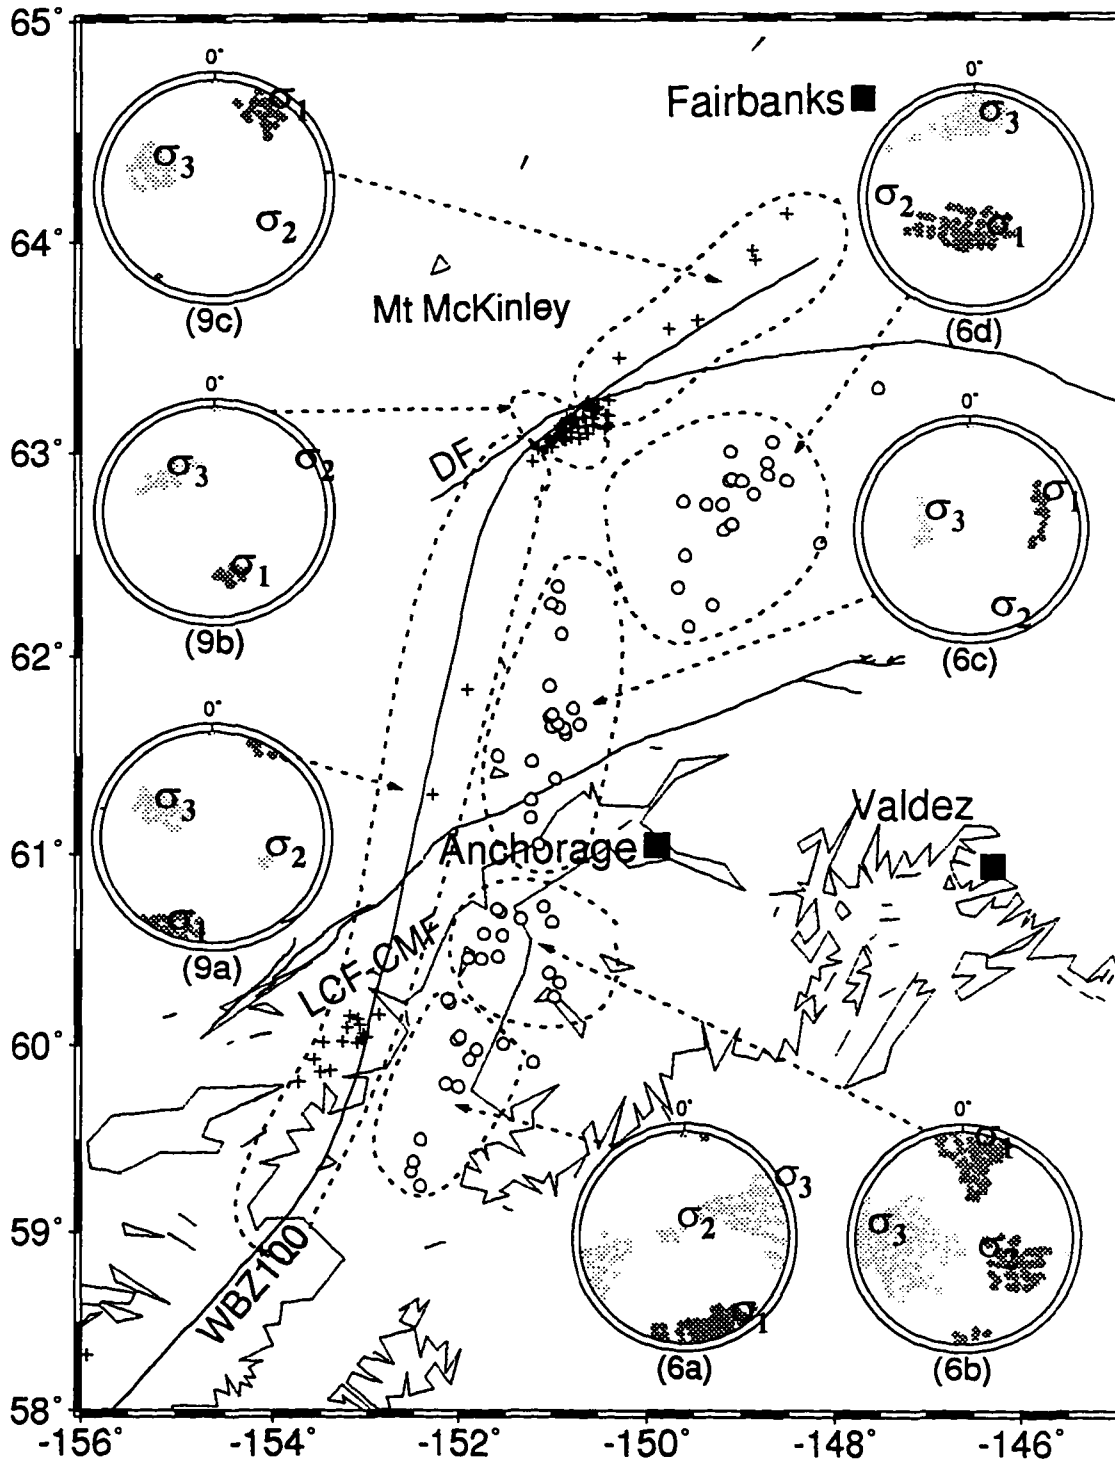 65°
64°
63°
62°
61°
60°
59°
58°
-156°
-154°
-152°
-150°
-148°
-146°
0°
σ1
σ3
σ2
(9c)
Fairbanks
0°
σ3
σ2
σ1
(6d)
Mt McKinley
0°
σ3
σ2
σ1
(9b)
DF
0°
σ1
σ3
σ2
(6c)
0°
σ3
σ2
σ1
(9a)
Valdez
Anchorage
LCF-CMF
WBZ100
0°
σ3
σ2
σ1
(6a)
0°
σ1
σ3
σ2
(6b)